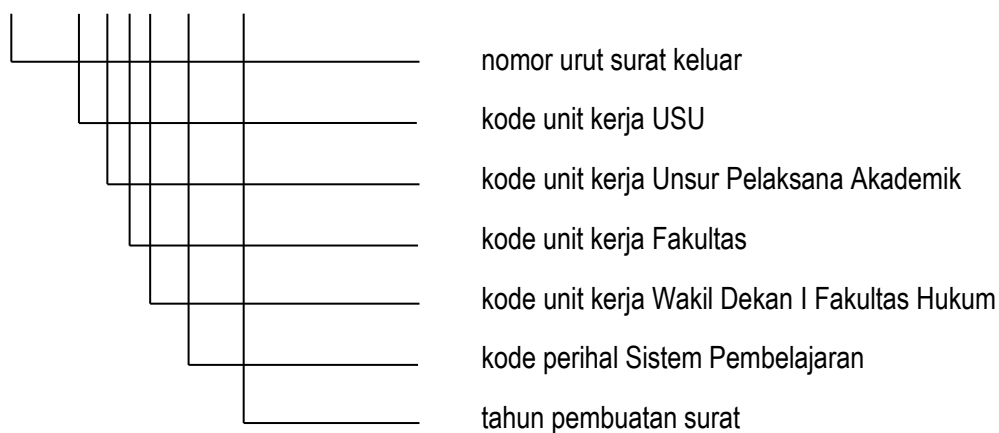 nomor urut surat keluar
kode unit kerja USU
kode unit kerja Unsur Pelaksana Akademik
kode unit kerja Fakultas
kode unit kerja Wakil Dekan I Fakultas Hukum
kode perihal Sistem Pembelajaran
tahun pembuatan surat